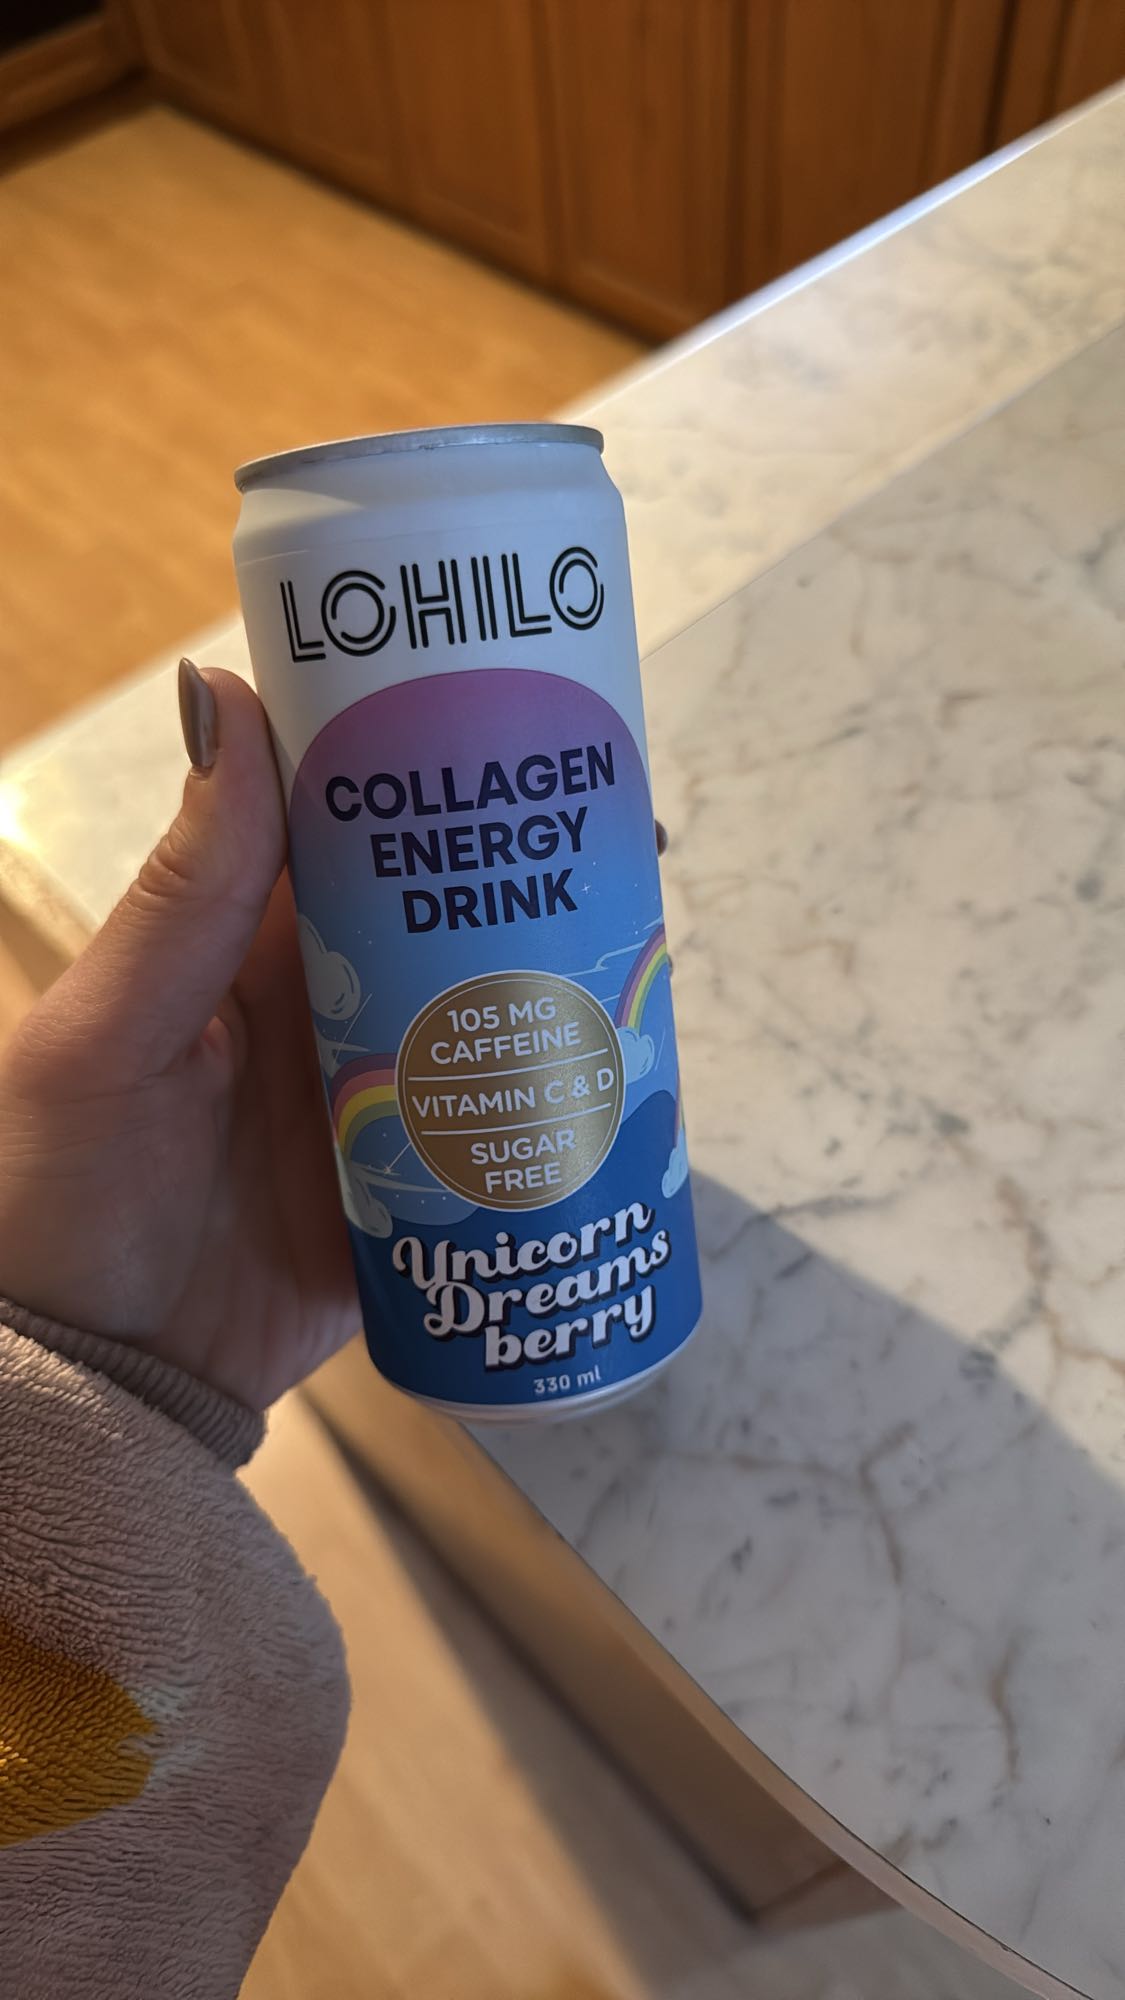 LOHILO
COLLAGEN
ENERGY
DRINK
105 MG
CAFFEINE
VITAMIN C & D
SUGAR
FREE
Unicorn
Dreams
berry
330 ml